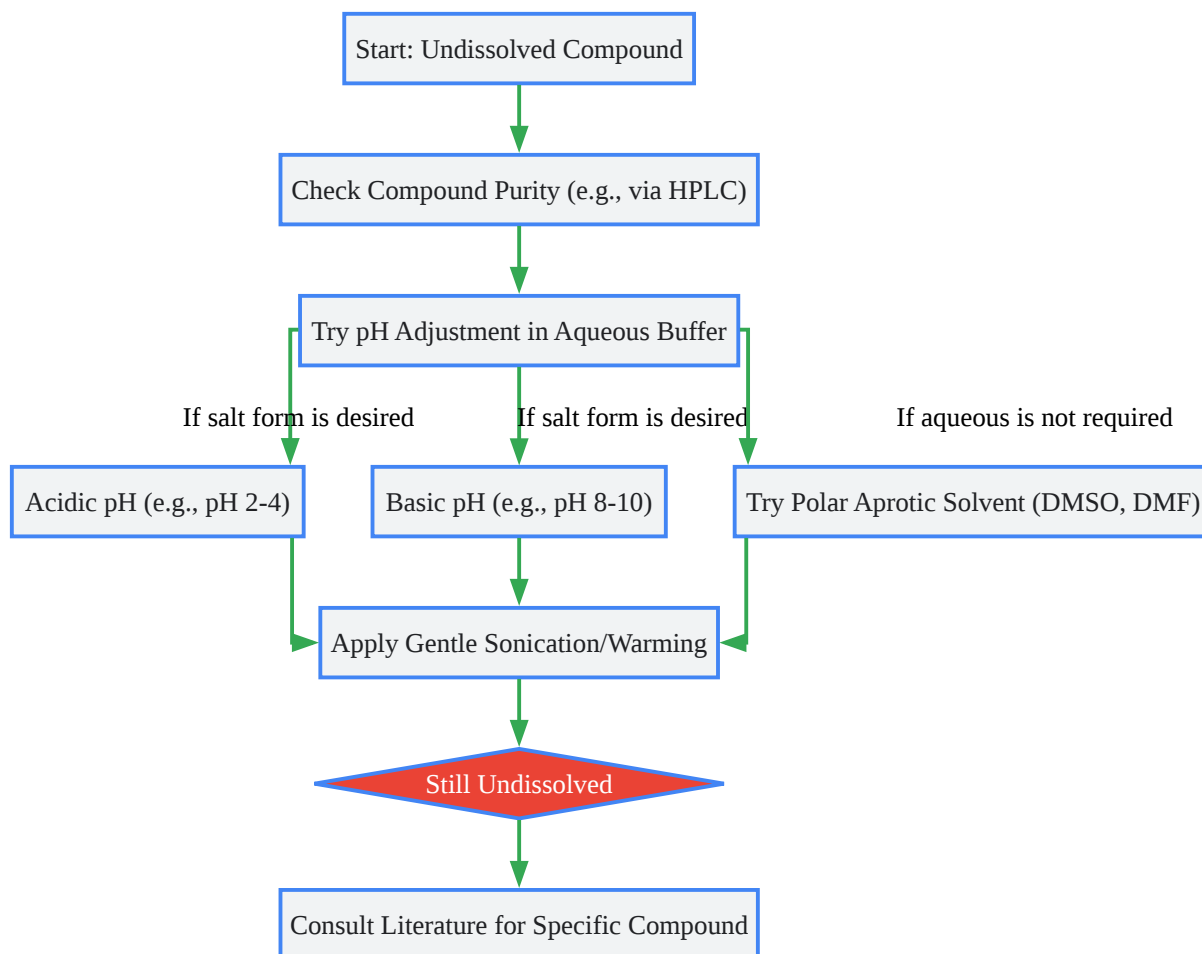 Start: Undissolved Compound
Check Compound Purity (e.g., via HPLC)
Try pH Adjustment in Aqueous Buffer
If salt form is desired
If salt form is desired
If aqueous is not required
Acidic pH (e.g., pH 2-4)
Basic pH (e.g., pH 8-10)
Try Polar Aprotic Solvent (DMSO, DMF)
Apply Gentle Sonication/Warming
Still Undissolved
Consult Literature for Specific Compound